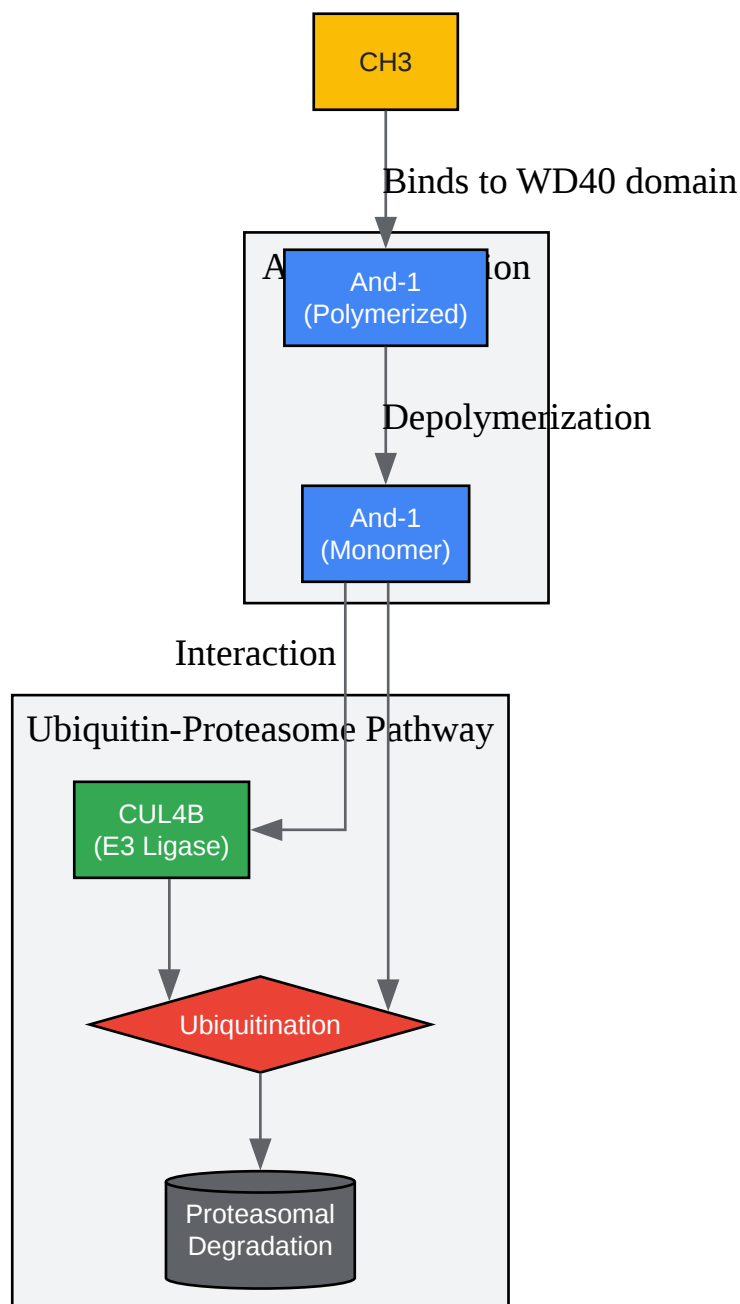 CH3
Binds to WD40 domain
And-1
(Polymerized)
Depolymerization
And-1
(Monomer)
Interaction
Ubiquitin-Proteasome Pathway
CUL4B
(E3 Ligase)
Ubiquitination
Proteasomal
Degradation